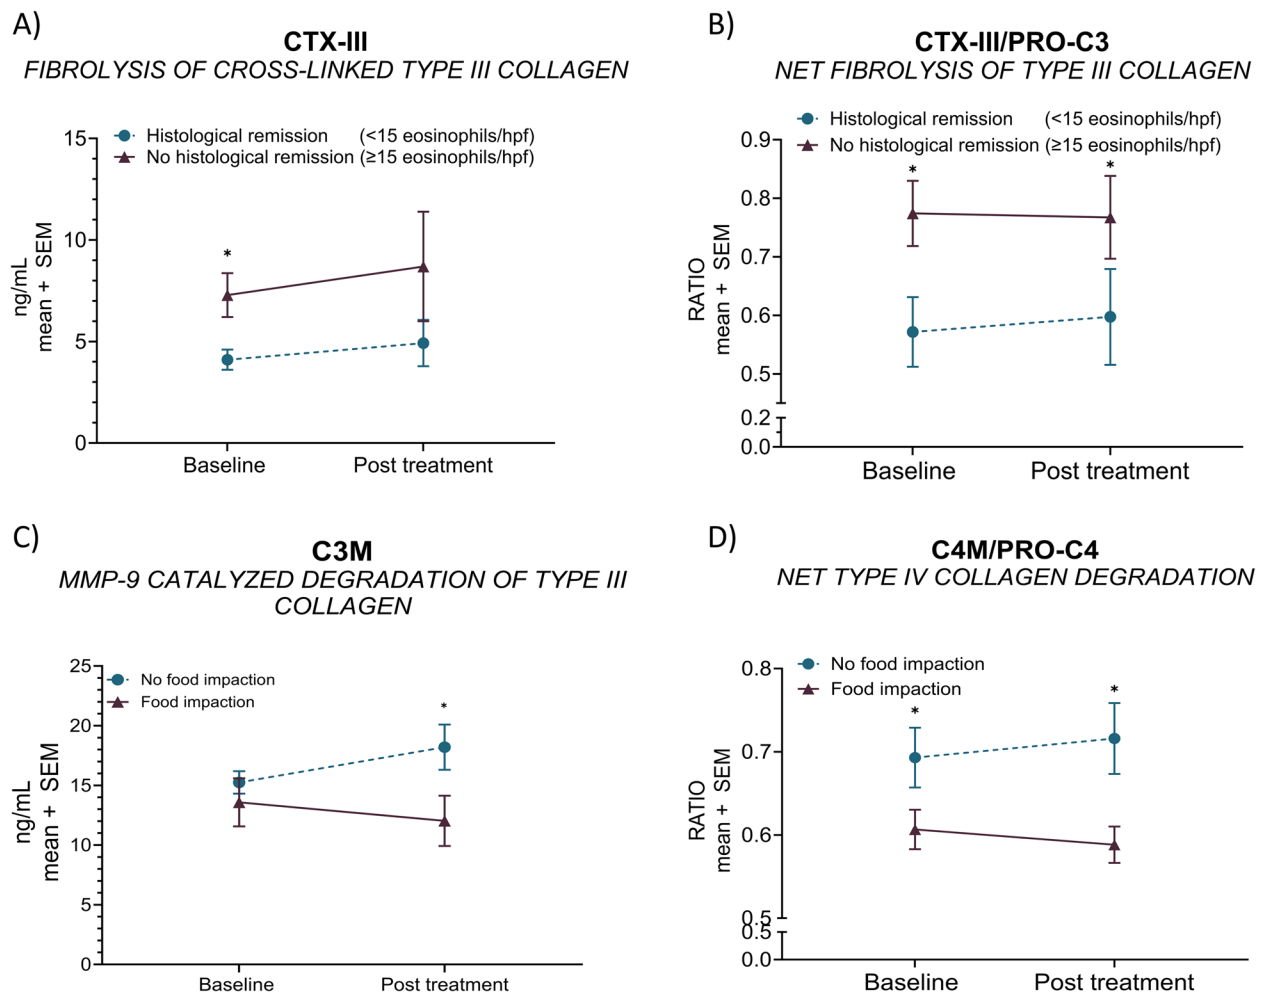 A)
CTX-III
FIBROLYSIS OF CROSS-LINKED TYPE III COLLAGEN
15
10
5
0
ng/mL
mean + SEM
Histological remission (<15 eosinophils/hpf)
No histological remission (≥15 eosinophils/hpf)
*
Baseline
Post treatment
B)
CTX-III/PRO-C3
NET FIBROLYSIS OF TYPE III COLLAGEN
Histological remission (<15 eosinophils/hpf)
No histological remission (≥15 eosinophils/hpf)
0.9
0.8
0.7
0.6
0.5
0.2
0.0
RATIO
mean + SEM
*
*
Baseline
Post treatment
C)
C3M
MMP-9 CATALYZED DEGRADATION OF TYPE III
COLLAGEN
25
20
15
10
5
0
ng/mL
mean + SEM
No food impaction
Food impaction
*
Baseline
Post treatment
D)
C4M/PRO-C4
NET TYPE IV COLLAGEN DEGRADATION
No food impaction
Food impaction
0.8
0.7
0.6
0.5
0.5
0.0
RATIO
mean + SEM
*
*
Baseline
Post treatment